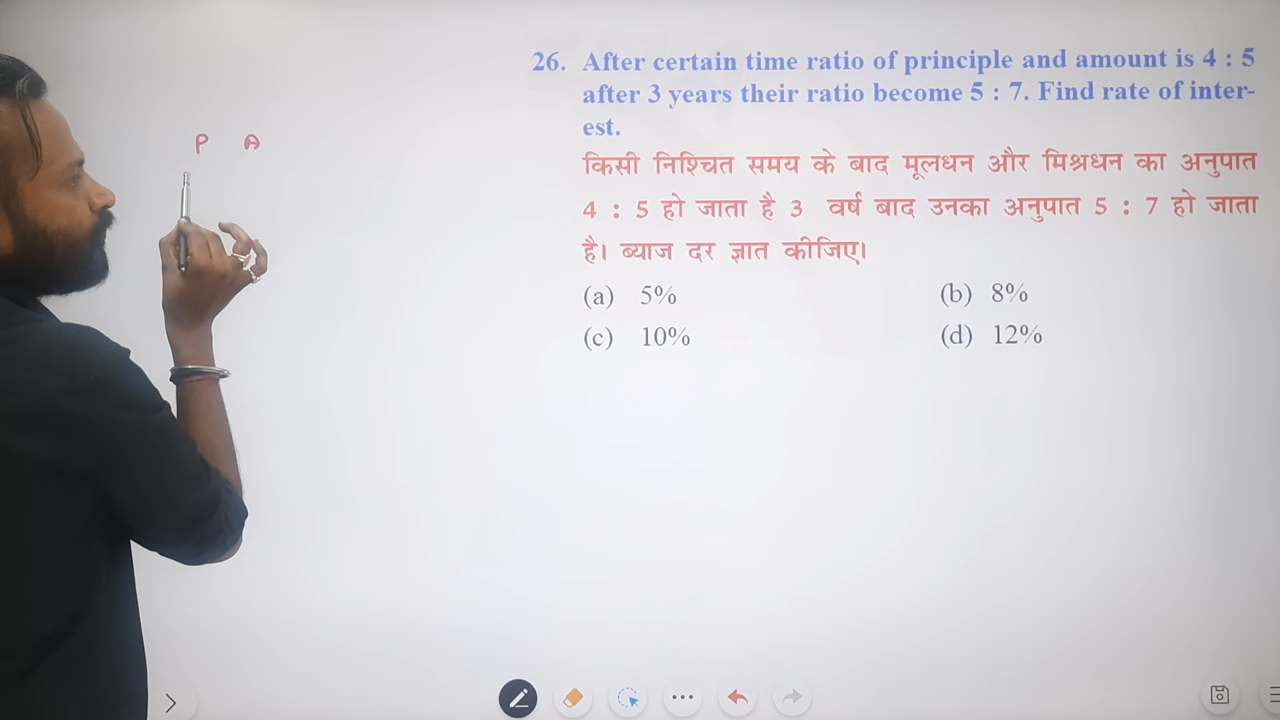 P A
26. After certain time ratio of principle and amount is 4 : 5
after 3 years their ratio become 5 : 7. Find rate of inter-
est.
किसी निश्चित समय के बाद मूलधन और मिश्रधन का अनुपात
4 : 5 हो जाता है 3 वर्ष बाद उनका अनुपात 5 : 7 हो जाता
है। ब्याज दर ज्ञात कीजिए।
(a) 5% (b) 8%
(c) 10% (d) 12%